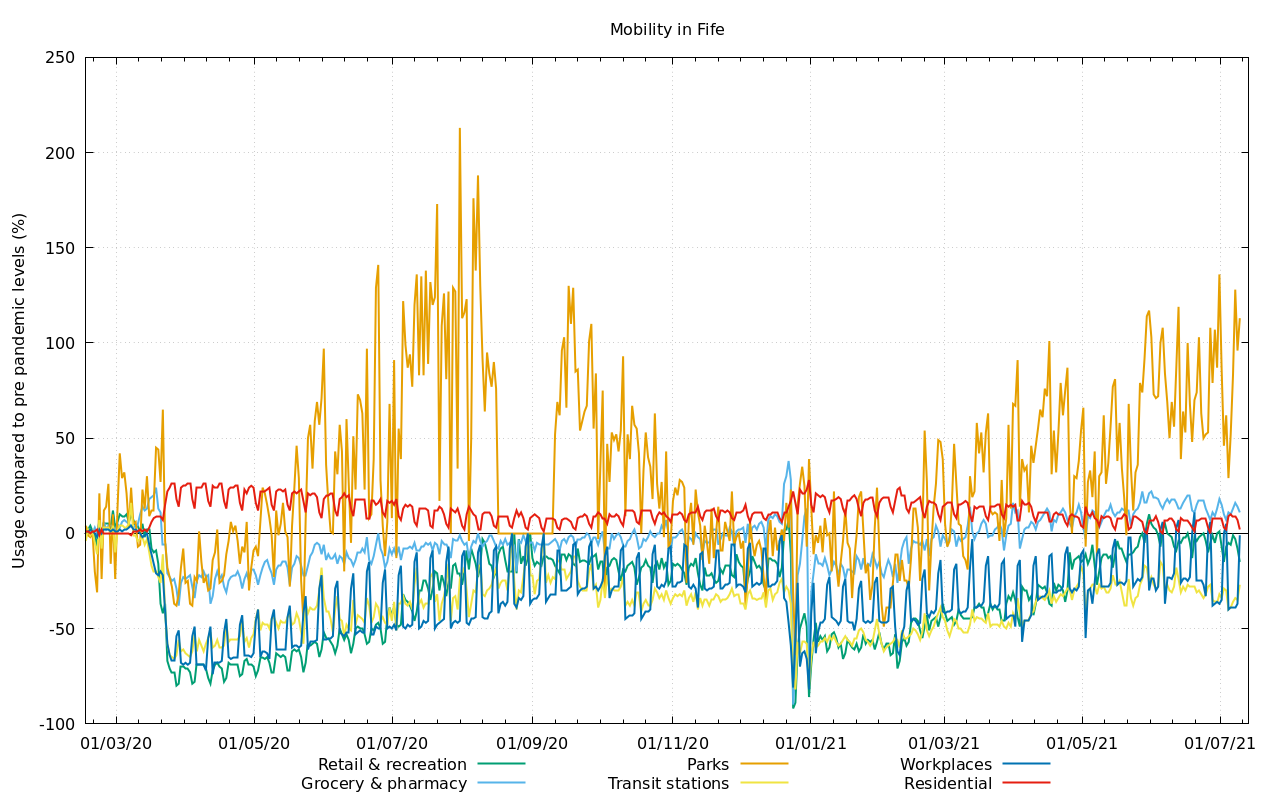 Mobility in Fife
Usage compared to pre pandemic levels (%)
250
200
150
100
50
0
-50
-100
01/03/20 01/05/20 01/07/20 01/09/20 01/11/20 01/01/21 01/03/21 01/05/21 01/07/21
Retail & recreation Parks Workplaces
Grocery & pharmacy Transit stations Residential